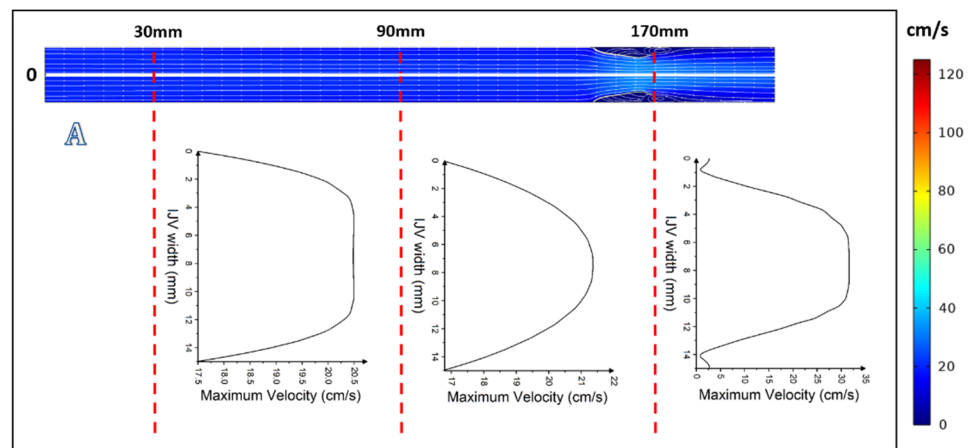 30mm 90mm 170mm cm/s
0
A
120
100
80
60
40
20
0
0 2 4 6 8 10 12 14
IJV width (mm)
17.5 18.0 18.5 19.0 19.5 20.0 20.5
Maximum Velocity (cm/s)
0 2 4 6 8 10 12 14
IJV width (mm)
17 18 19 20 21 22
Maximum Velocity (cm/s)
0 2 4 6 8 10 12 14
IJV width (mm)
0 5 10 15 20 25 30 35
Maximum Velocity (cm/s)